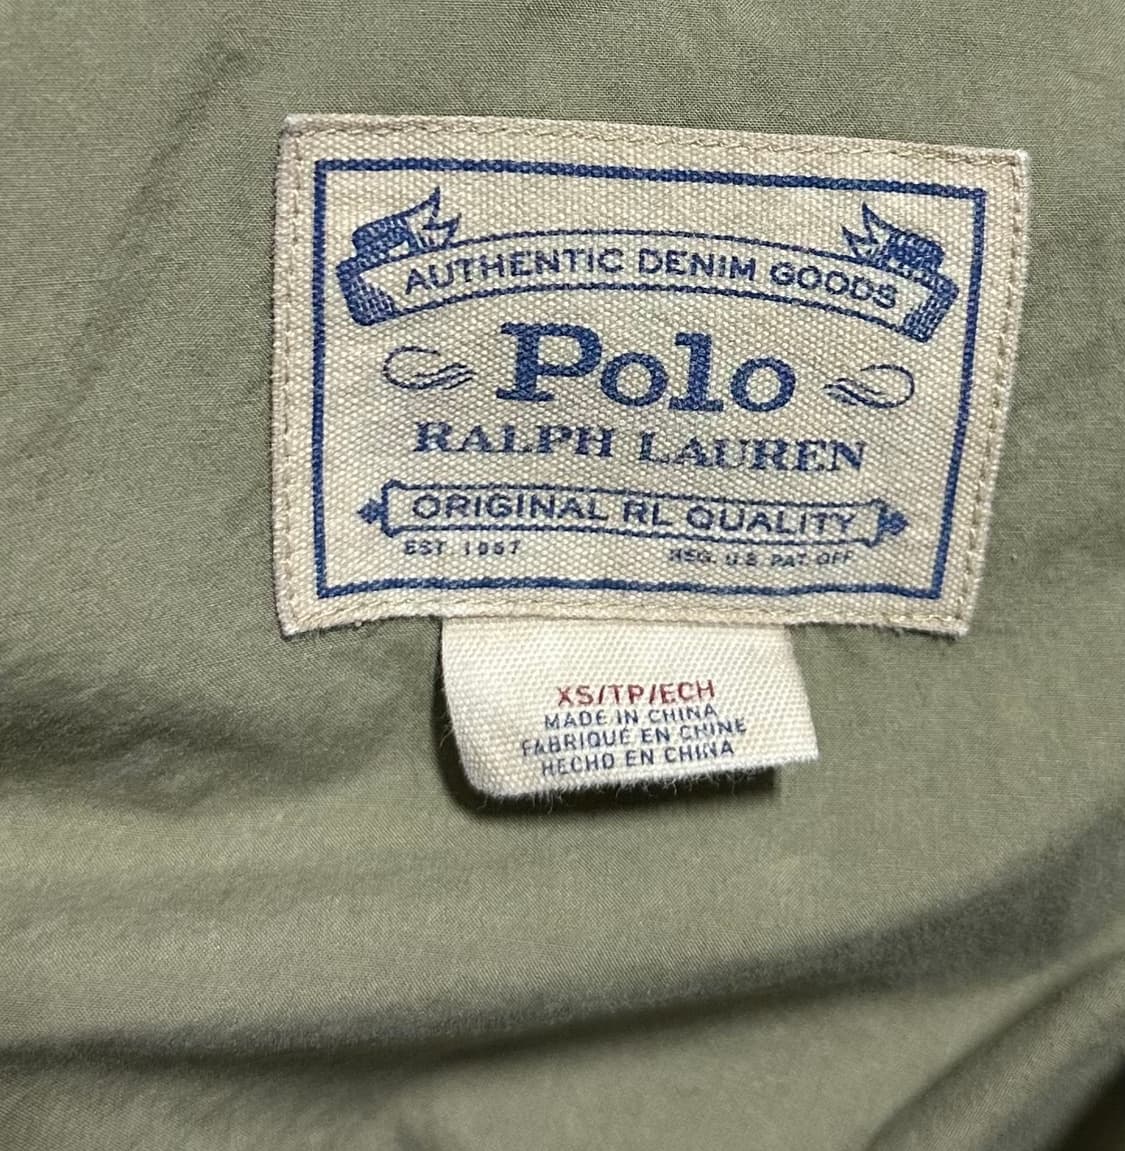 AUTHENTIC DENIM GOODS
Polo
RALPH LAUREN
ORIGINAL RL QUALITY
EST. 1967 REG. U.S. PAT. OFF
XS/TP/ECH
MADE IN CHINA
FABRIQUÉ EN CHINE
HECHO EN CHINA